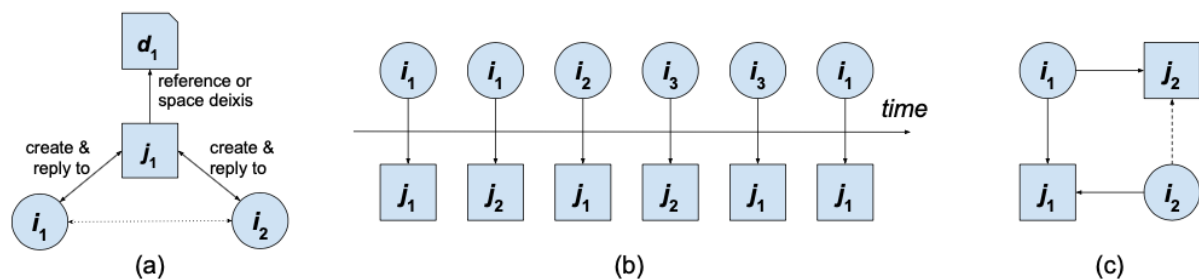 d1
reference or
space deixis
create &
reply to
j1
create &
reply to
i1
i2
(a)
i1 i1 i2 i3 i3 i1
time
j1 j2 j1 j2 j1 j1
(b)
i1 j2
j1 i2
(c)